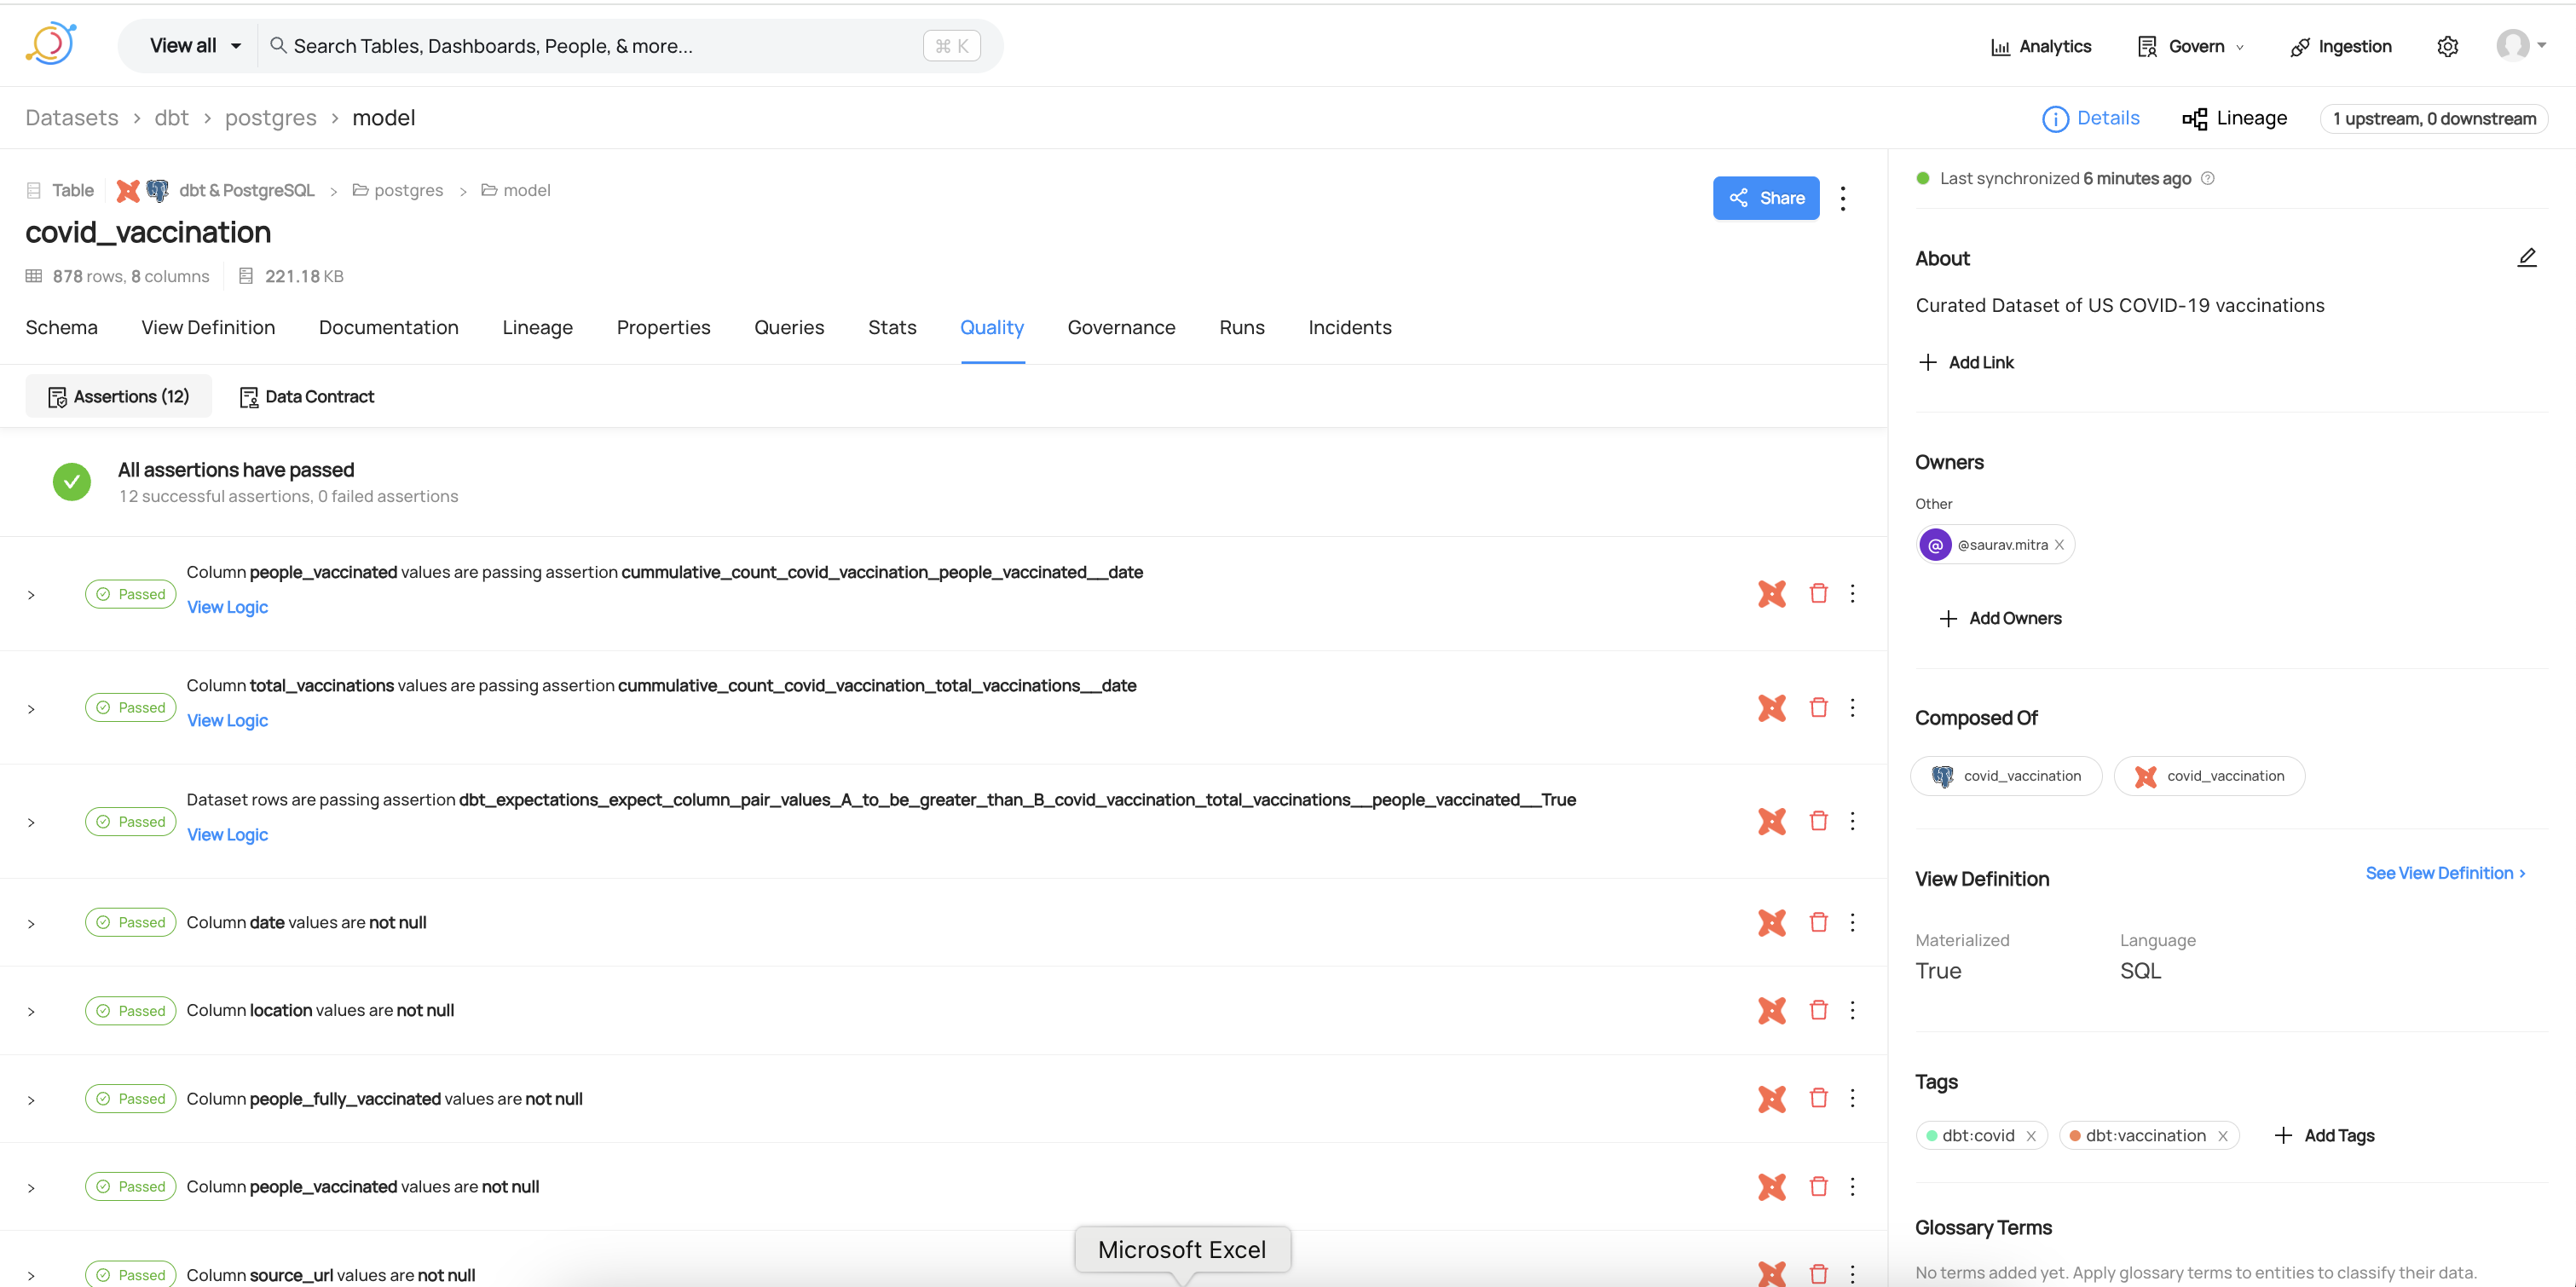 View all
Search Tables, Dashboards, People, & more...
⌘ K
Analytics
Govern
Ingestion
Datasets > dbt > postgres > model
Details
Lineage
1 upstream, 0 downstream
Table
dbt & PostgreSQL > postgres > model
Share
covid_vaccination
878 rows, 8 columns
221.18 KB
Schema
View Definition
Documentation
Lineage
Properties
Queries
Stats
Quality
Governance
Runs
Incidents
Assertions (12)
Data Contract
All assertions have passed
12 successful assertions, 0 failed assertions
Passed
Column people_vaccinated values are passing assertion cummulative_count_covid_vaccination_people_vaccinated__date
View Logic
Passed
Column total_vaccinations values are passing assertion cummulative_count_covid_vaccination_total_vaccinations__date
View Logic
Passed
Dataset rows are passing assertion dbt_expectations_expect_column_pair_values_A_to_be_greater_than_B_covid_vaccination_total_vaccinations__people_vaccinated__True
View Logic
Passed
Column date values are not null
Passed
Column location values are not null
Passed
Column people_fully_vaccinated values are not null
Passed
Column people_vaccinated values are not null
Passed
Column source_url values are not null
Microsoft Excel
Last synchronized 6 minutes ago
About
Curated Dataset of US COVID-19 vaccinations
Add Link
Owners
Other
@ @saurav.mitra
Add Owners
Composed Of
covid_vaccination
covid_vaccination
View Definition
See View Definition >
Materialized
Language
True
SQL
Tags
dbt:covid
dbt:vaccination
Add Tags
Glossary Terms
No terms added yet. Apply glossary terms to entities to classify their data.